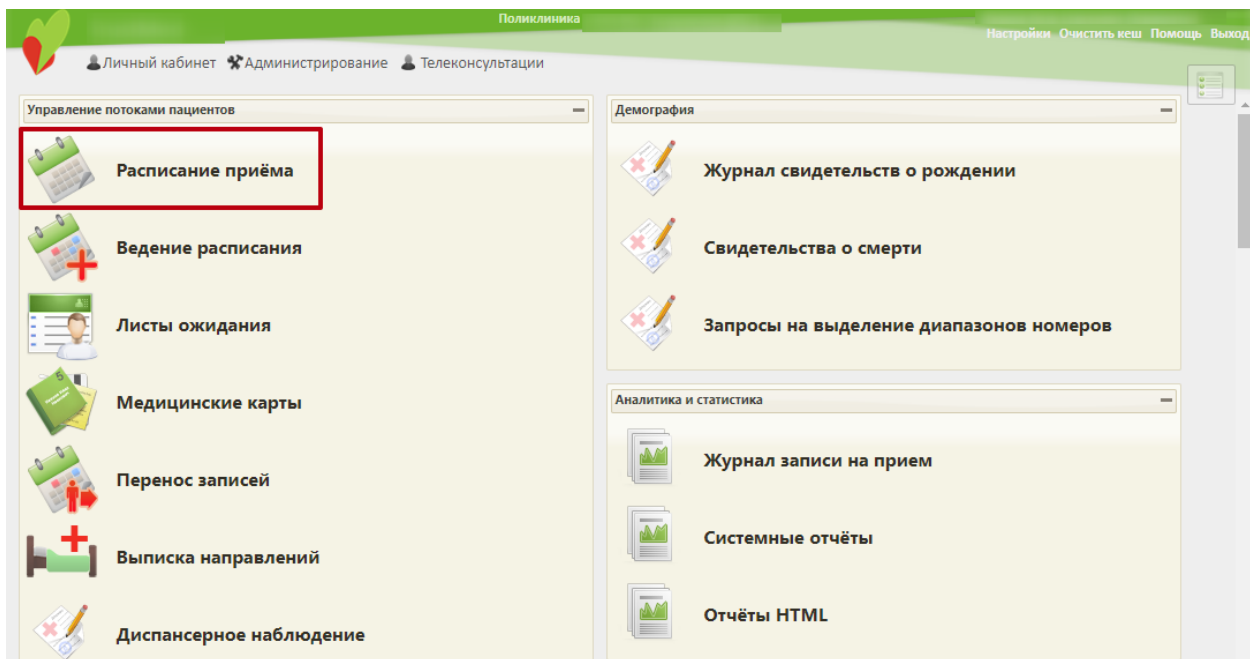 Поликлиника
Настройки Очистить кеш Помощь Выход
Личный кабинет Администрирование Телеконсультации
Управление потоками пациентов
Расписание приёма
Ведение расписания
Листы ожидания
Медицинские карты
Перенос записей
Выписка направлений
Диспансерное наблюдение
Демография
Журнал свидетельств о рождении
Свидетельства о смерти
Запросы на выделение диапазонов номеров
Аналитика и статистика
Журнал записи на прием
Системные отчёты
Отчёты HTML